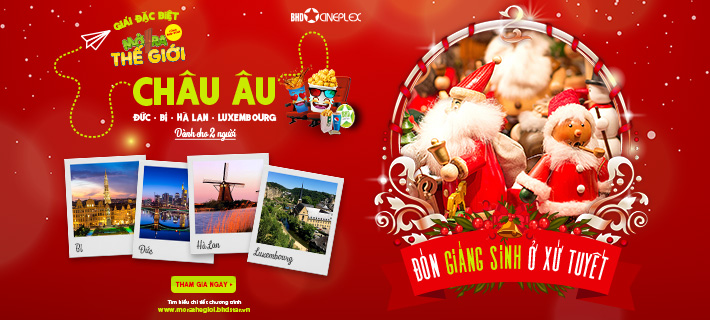 GIẢI ĐẶC BIỆT
MỞ RA
THẾ GIỚI
BHD CINEPLEX
CHÂU ÂU
ĐỨC • BỈ • HÀ LAN • LUXEMBOURG
Dành cho 2 người
Bỉ
Đức
Hà Lan
Luxembourg
THAM GIA NGAY
Tìm hiểu chi tiết chương trình
ĐÓN GIÁNG SINH Ở XỨ TUYẾT